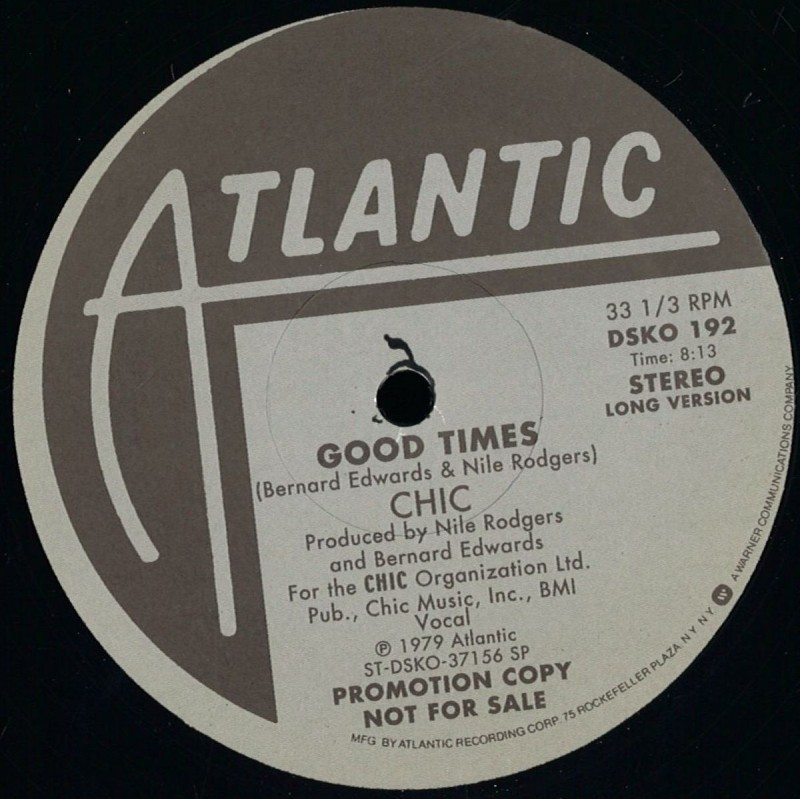 ATLANTIC
33 1/3 RPM
DSKO 192
Time: 8:13
STEREO
LONG VERSION
GOOD TIMES
(Bernard Edwards & Nile Rodgers)
CHIC
Produced by Nile Rodgers
and Bernard Edwards
For the CHIC Organization Ltd.
Pub., Chic Music, Inc., BMI
Vocal
℗ 1979 Atlantic
ST-DSKO-37156 SP
PROMOTION COPY
NOT FOR SALE
MFG BY ATLANTIC RECORDING CORP. 75 ROCKEFELLER PLAZA N Y N Y W A WARNER COMMUNICATIONS COMPANY